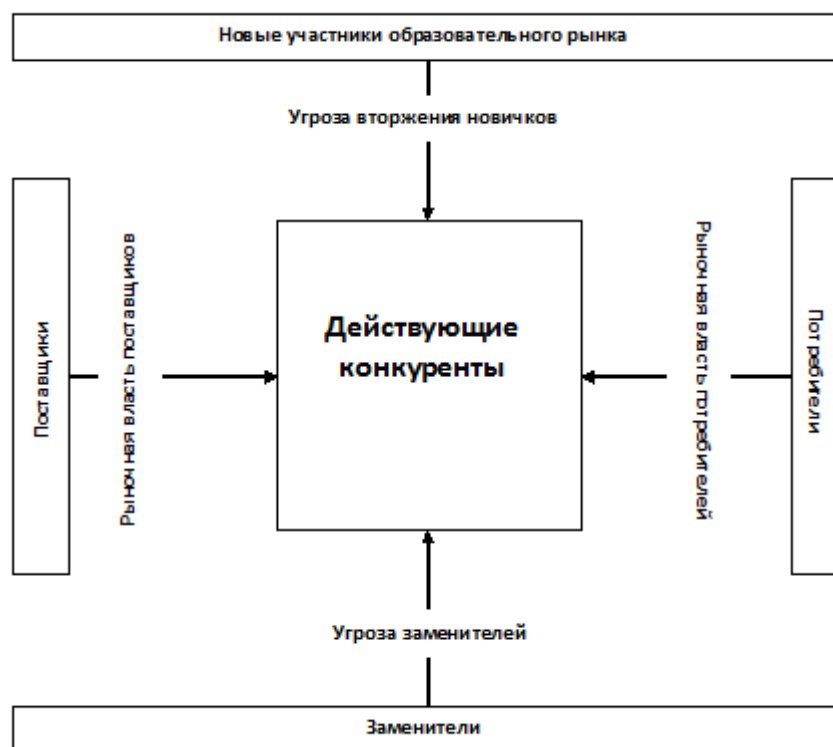 Новые участники образовательного рынка
Угроза вторжения новичков
Поставщики
Рыночная власть поставщиков
Действующие
конкуренты
Рыночная власть потребителей
Потребители
Угроза заменителей
Заменители